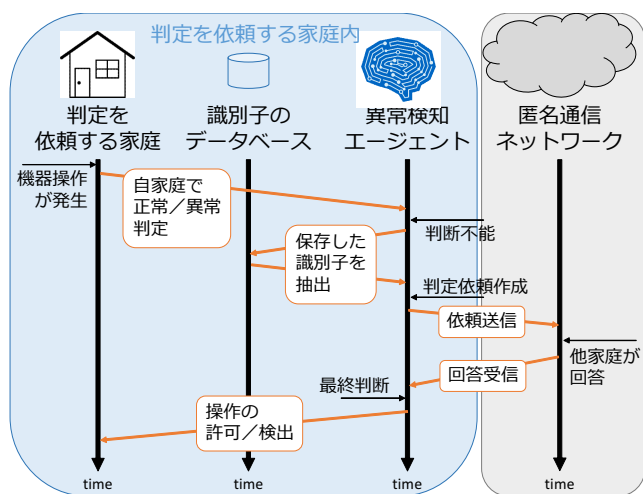 判定を依頼する家庭内
判定を
依頼する家庭
識別子の
データベース
異常検知
エージェント
匿名通信
ネットワーク
機器操作
が発生
自家庭で
正常／異常
判定
判断不能
保存した
識別子を
抽出
判定依頼作成
依頼送信
他家庭が
回答
回答受信
最終判断
操作の
許可／検出
time
time
time
time